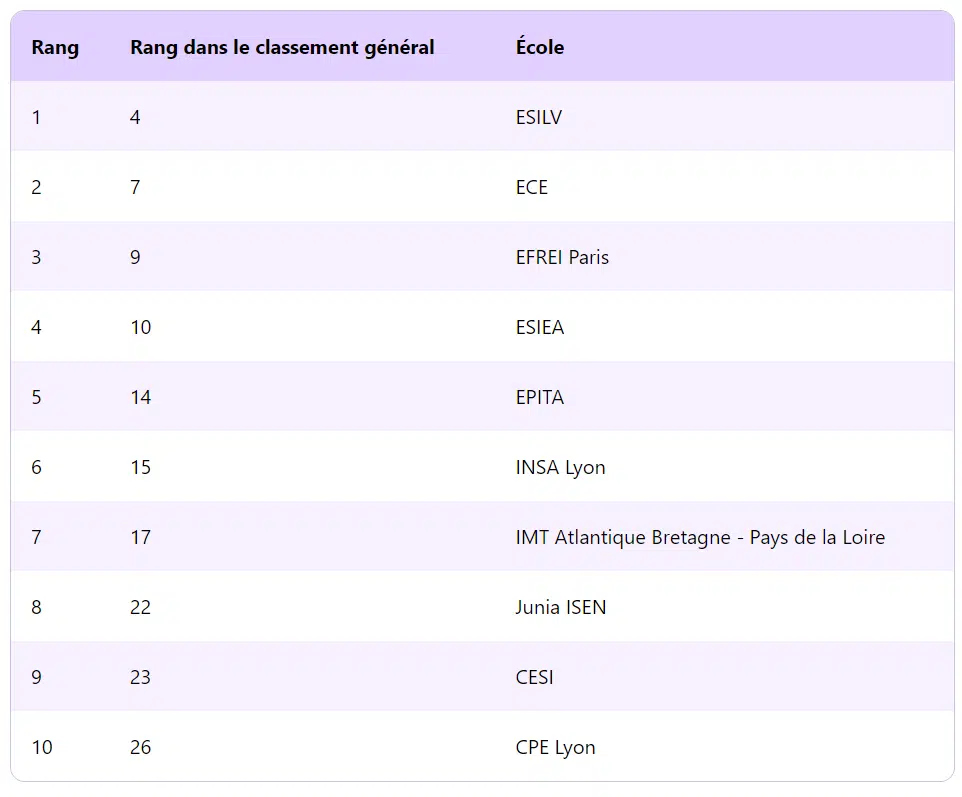 Rang Rang dans le classement général École
1 4 ESILV
2 7 ECE
3 9 EFREI Paris
4 10 ESIEA
5 14 EPITA
6 15 INSA Lyon
7 17 IMT Atlantique Bretagne - Pays de la Loire
8 22 Junia ISEN
9 23 CESI
10 26 CPE Lyon